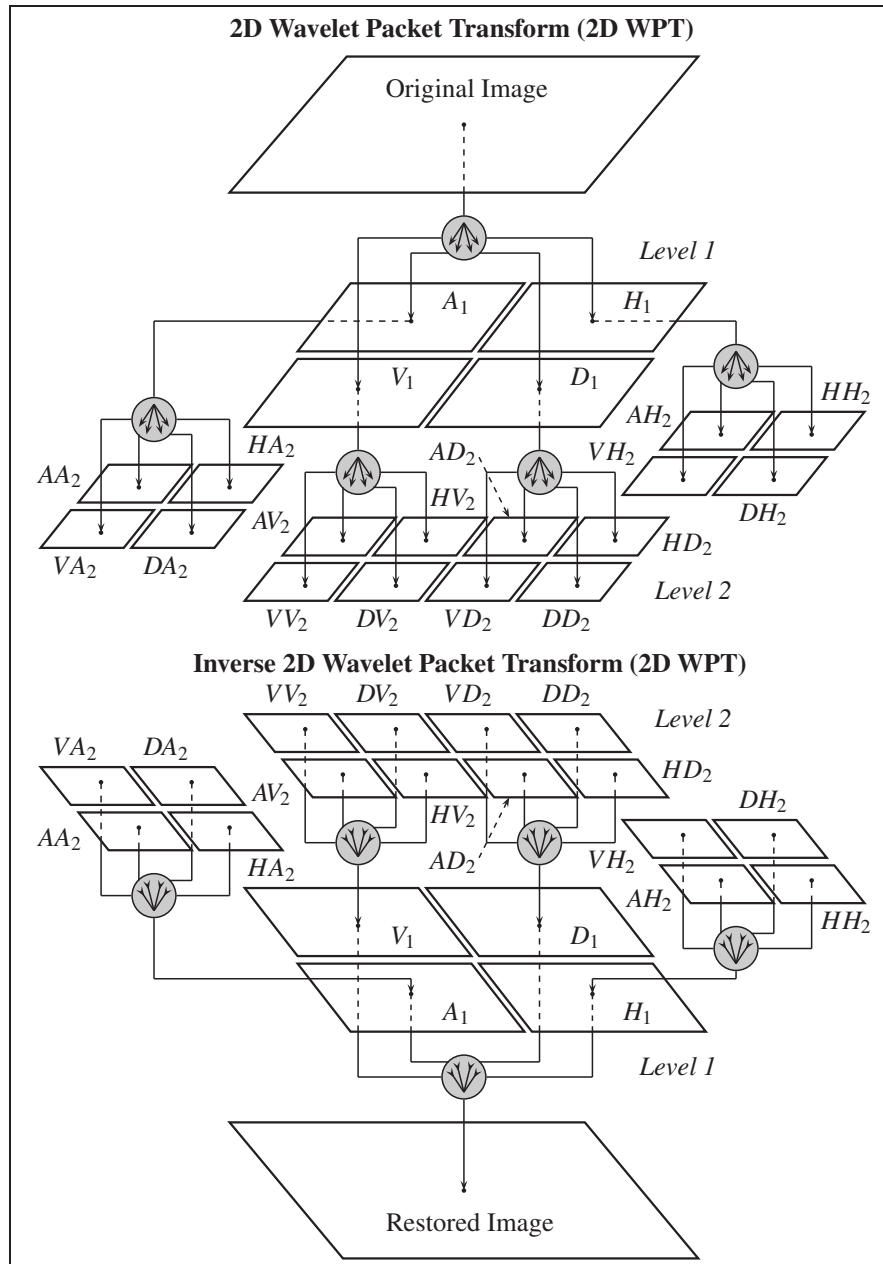 2D Wavelet Packet Transform (2D WPT)
Original Image
Level 1
A₁
H₁
V₁
D₁
HH₂
AH₂
AD₂
VH₂
HA₂
AA₂
HV₂
DH₂
AV₂
HD₂
VA₂
DA₂
Level 2
VV₂
DV₂
VD₂
DD₂
Inverse 2D Wavelet Packet Transform (2D WPT)
VV₂
DV₂
VD₂
DD₂
Level 2
VA₂
DA₂
HD₂
AV₂
DH₂
HV₂
AA₂
AD₂
VH₂
HA₂
AH₂
HH₂
V₁
D₁
A₁
H₁
Level 1
Restored Image